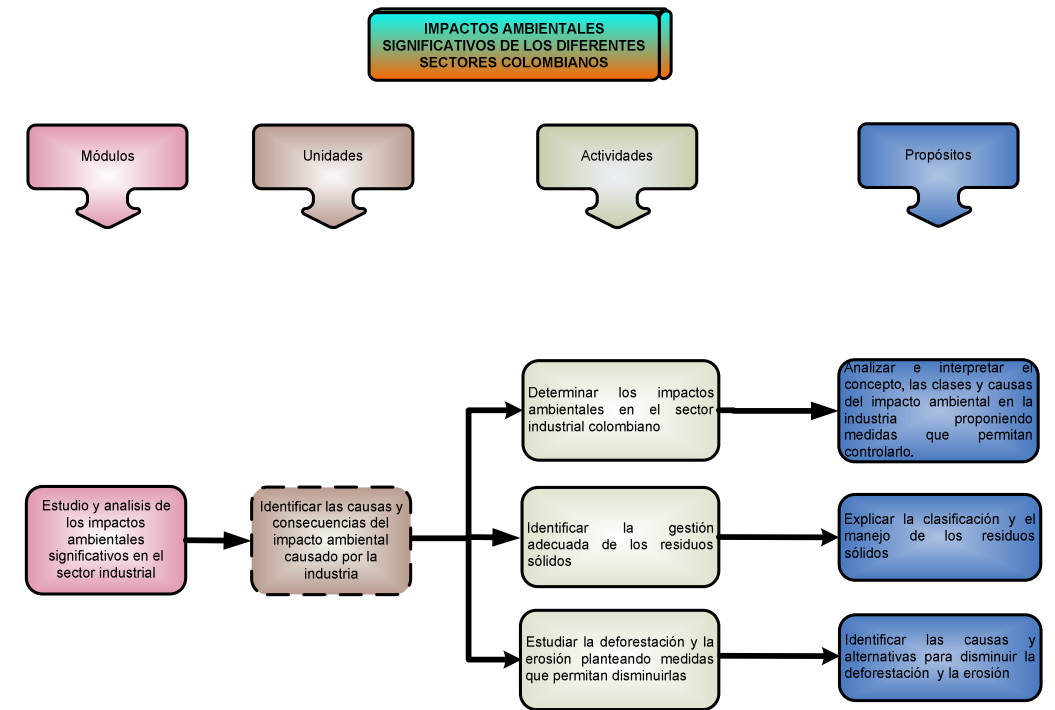 IMPACTOS AMBIENTALES
SIGNIFICATIVOS DE LOS DIFERENTES
SECTORES COLOMBIANOS
Módulos
Unidades
Actividades
Propósitos
Estudio y analisis de
los impactos
ambientales
significativos en el
sector industrial
Identificar las causas y
consecuencias del
impacto ambiental
causado por la
industria
Determinar los impactos
ambientales en el sector
industrial colombiano
Analizar e interpretar el
concepto, las clases y causas
del impacto ambiental en la
industria proponiendo
medidas que permitan
controlarlo.
Identificar la gestión
adecuada de los residuos
sólidos
Explicar la clasificación y el
manejo de los residuos
sólidos
Estudiar la deforestación y la
erosión planteando medidas
que permitan disminuirlas
Identificar las causas y
alternativas para disminuir la
deforestación y la erosión